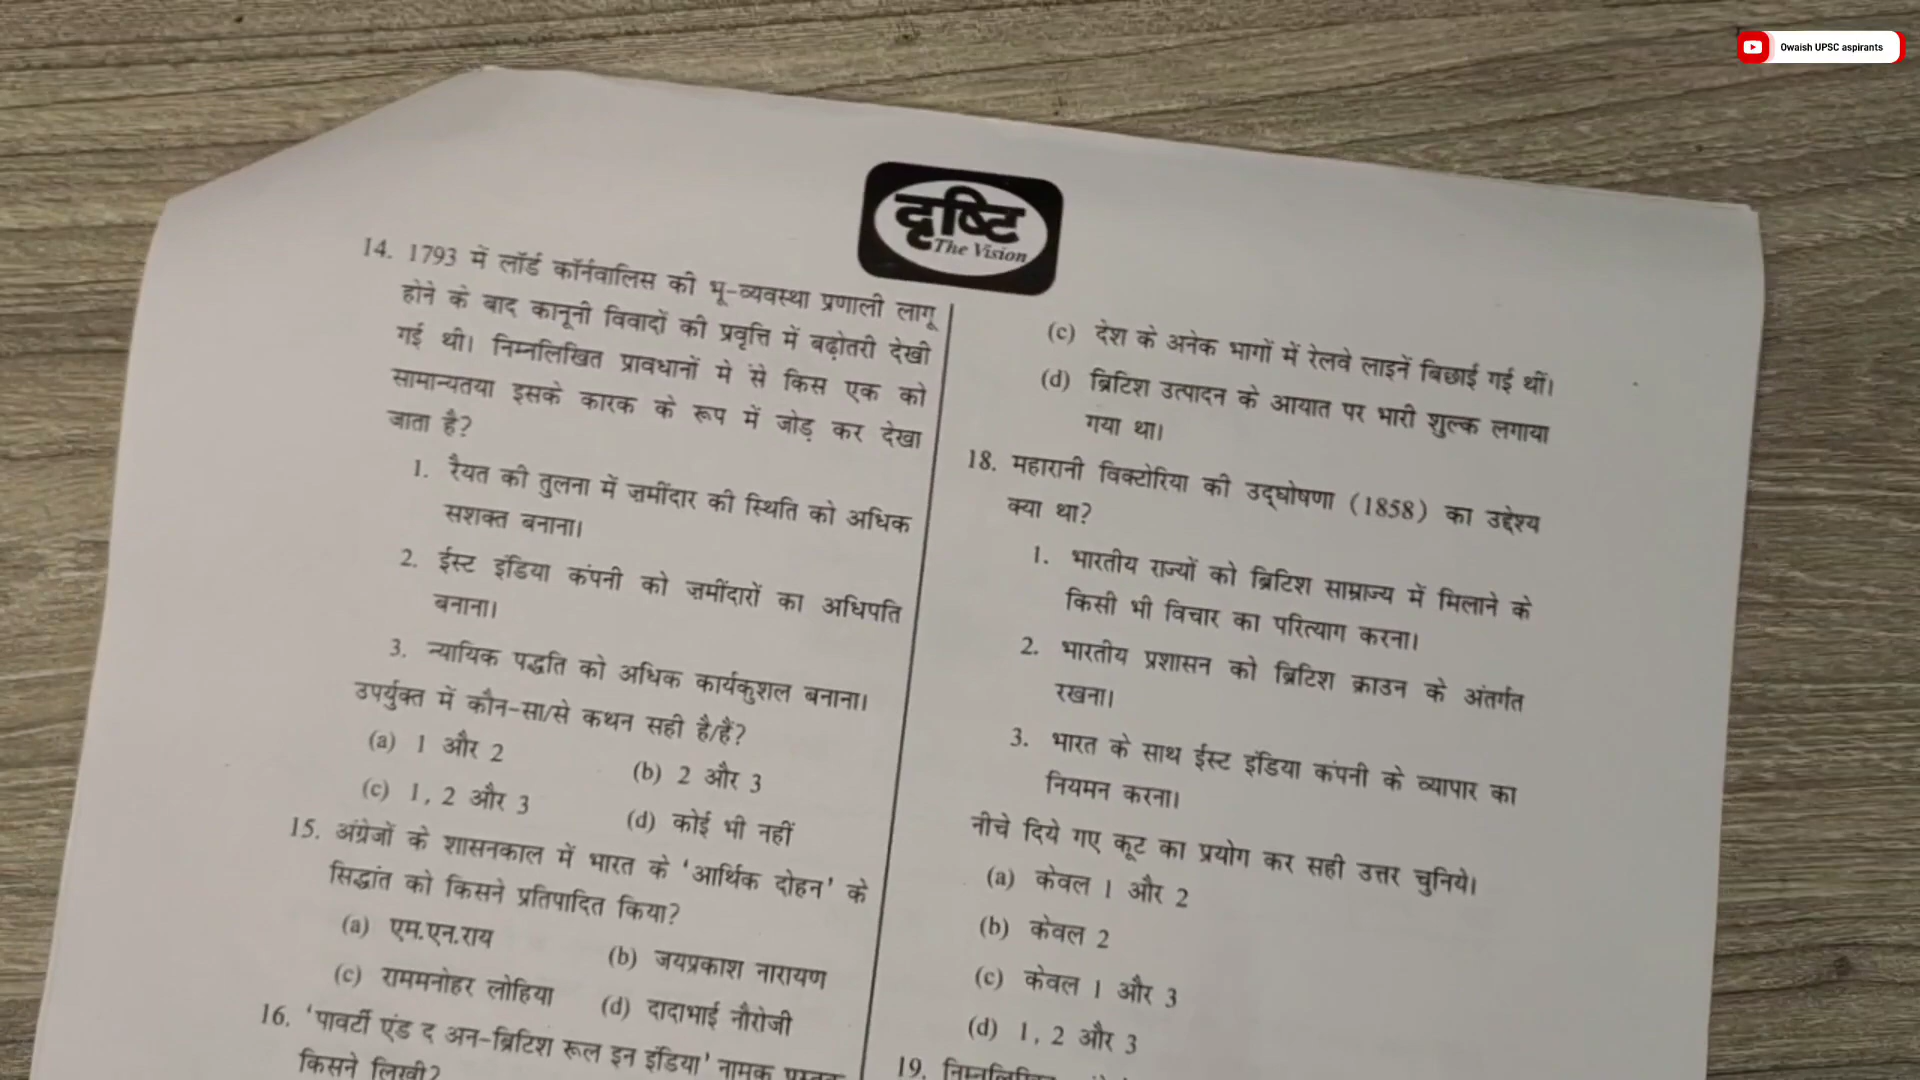 Owaish UPSC aspirants
दृष्टि
The Vision
14. 1793 में लॉर्ड कॉर्नवालिस की भू-व्यवस्था प्रणाली लागू
होने के बाद कानूनी विवादों की प्रवृत्ति में बढ़ोतरी देखी
गई थी। निम्नलिखित प्रावधानों मे से किस एक को
सामान्यतया इसके कारक के रूप में जोड़ कर देखा
जाता है?
1. रैयत की तुलना में ज़मींदार की स्थिति को अधिक
सशक्त बनाना।
2. ईस्ट इंडिया कंपनी को ज़मींदारों का अधिपति
बनाना।
3. न्यायिक पद्धति को अधिक कार्यकुशल बनाना।
उपर्युक्त में कौन-सा/से कथन सही है/हैं?
(a) 1 और 2 (b) 2 और 3
(c) 1, 2 और 3 (d) कोई भी नहीं
15. अंग्रेजों के शासनकाल में भारत के 'आर्थिक दोहन' के
सिद्धांत को किसने प्रतिपादित किया?
(a) एम.एन.राय (b) जयप्रकाश नारायण
(c) राममनोहर लोहिया (d) दादाभाई नौरोजी
16. 'पावर्टी एंड द अन-ब्रिटिश रूल इन इंडिया' नामक
किसने लिखी?
(c) देश के अनेक भागों में रेलवे लाइनें बिछाई गई थीं।
(d) ब्रिटिश उत्पादन के आयात पर भारी शुल्क लगाया
गया था।
18. महारानी विक्टोरिया की उद्घोषणा (1858) का उद्देश्य
क्या था?
1. भारतीय राज्यों को ब्रिटिश साम्राज्य में मिलाने के
किसी भी विचार का परित्याग करना।
2. भारतीय प्रशासन को ब्रिटिश क्राउन के अंतर्गत
रखना।
3. भारत के साथ ईस्ट इंडिया कंपनी के व्यापार का
नियमन करना।
नीचे दिये गए कूट का प्रयोग कर सही उत्तर चुनिये।
(a) केवल 1 और 2
(b) केवल 2
(c) केवल 1 और 3
(d) 1, 2 और 3
19.